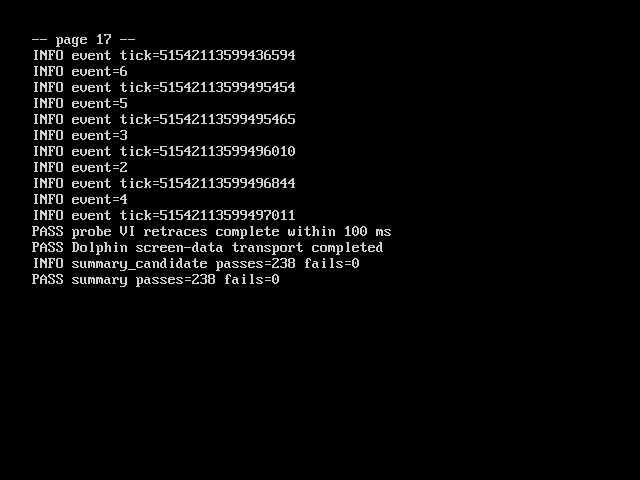 -- page 17 --
INFO event tick=51542113599436594
INFO event=6
INFO event tick=51542113599495454
INFO event=5
INFO event tick=51542113599495465
INFO event=3
INFO event tick=51542113599496010
INFO event=2
INFO event tick=51542113599496844
INFO event=4
INFO event tick=51542113599497011
PASS probe VI retraces complete within 100 ms
PASS Dolphin screen-data transport completed
INFO summary_candidate passes=238 fails=0
PASS summary passes=238 fails=0